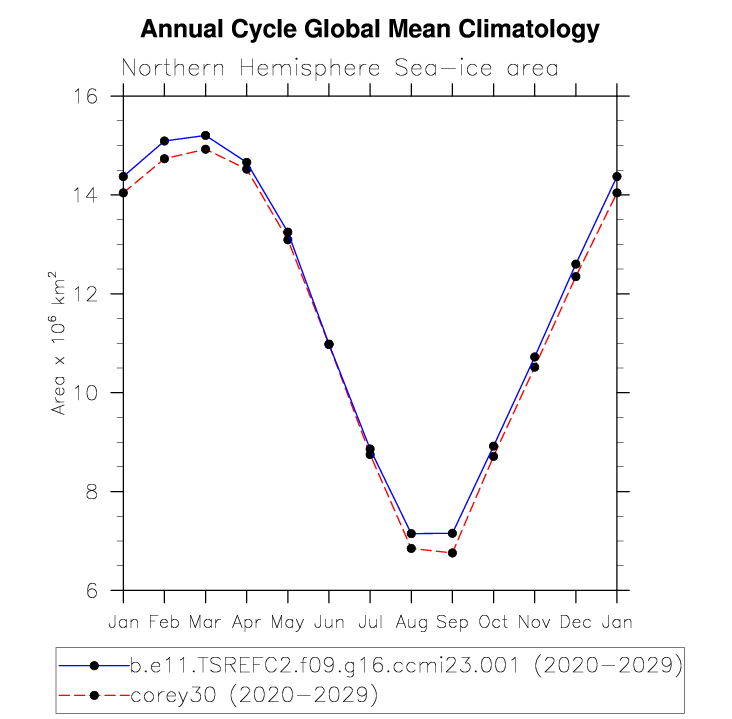 Annual Cycle Global Mean Climatology
Northern Hemisphere Sea-ice area
16
14
12
10
8
6
Area x 10⁶ km²
Jan Feb Mar Apr May Jun Jul Aug Sep Oct Nov Dec Jan
b.e11.TSREFC2.f09.g16.ccmi23.001 (2020-2029)
corey30 (2020-2029)